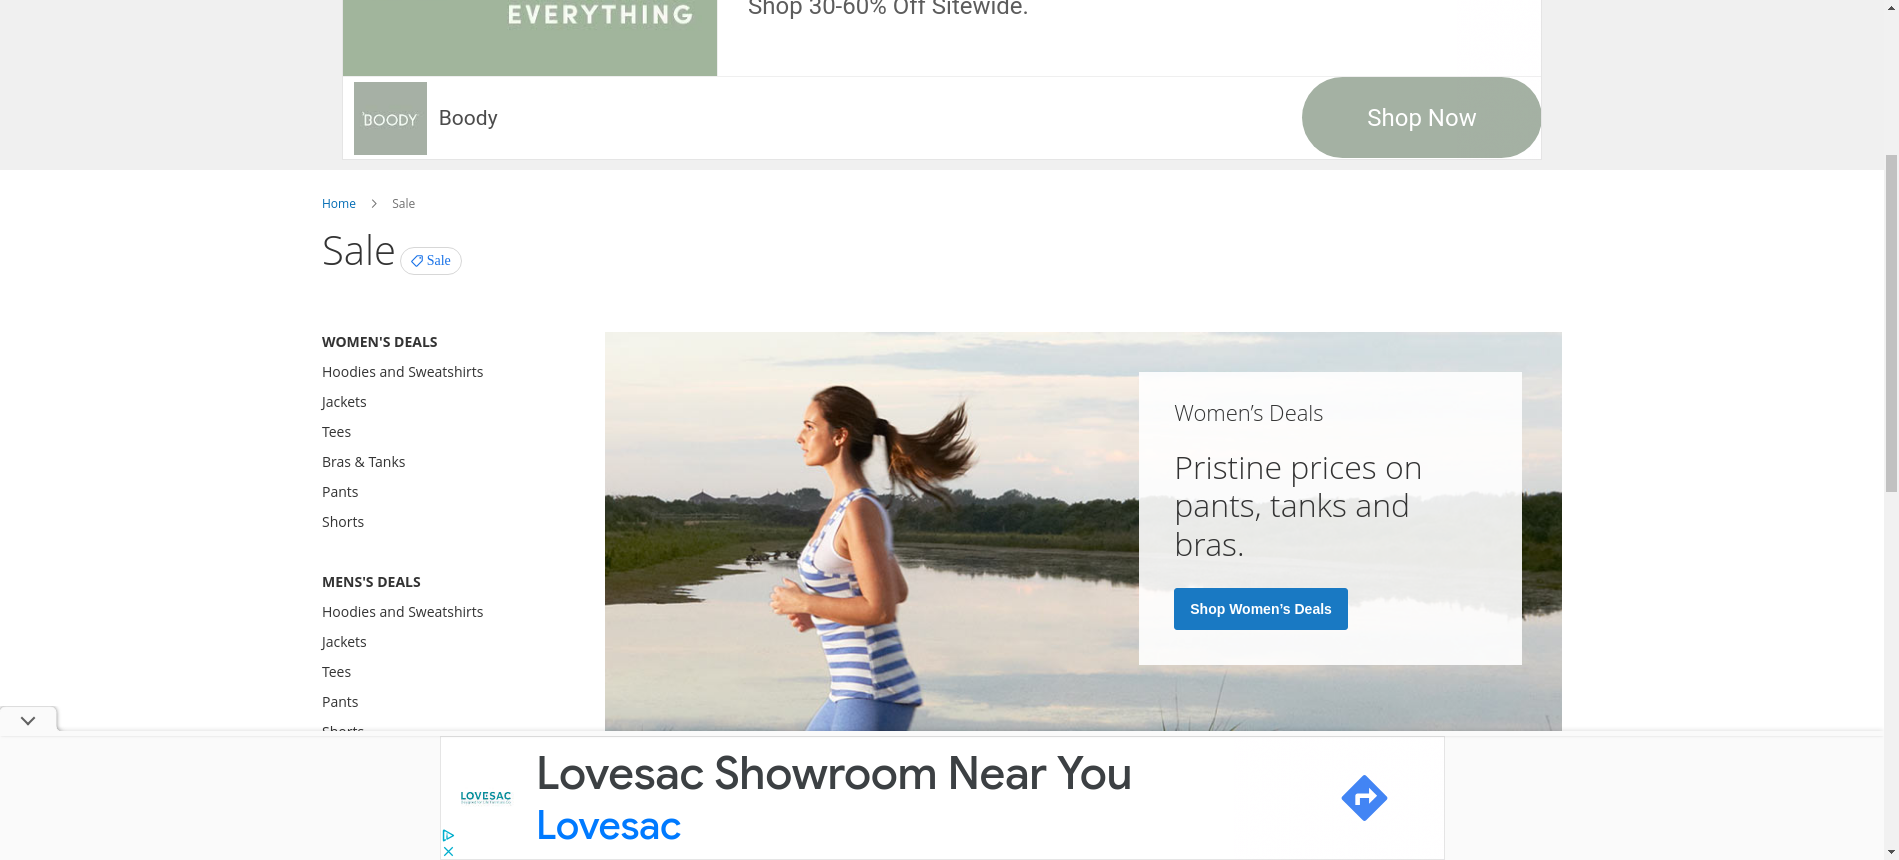 EVERYTHING
Shop 30-60% Off Sitewide.
BOODY
Boody
Shop Now
Home
Sale
Sale
Sale
WOMEN'S DEALS
Hoodies and Sweatshirts
Jackets
Tees
Bras & Tanks
Pants
Shorts
MENS'S DEALS
Hoodies and Sweatshirts
Jackets
Tees
Pants
Shorts
Women’s Deals
Pristine prices on
pants, tanks and
bras.
Shop Women’s Deals
LOVESAC
Lovesac Showroom Near You
Lovesac